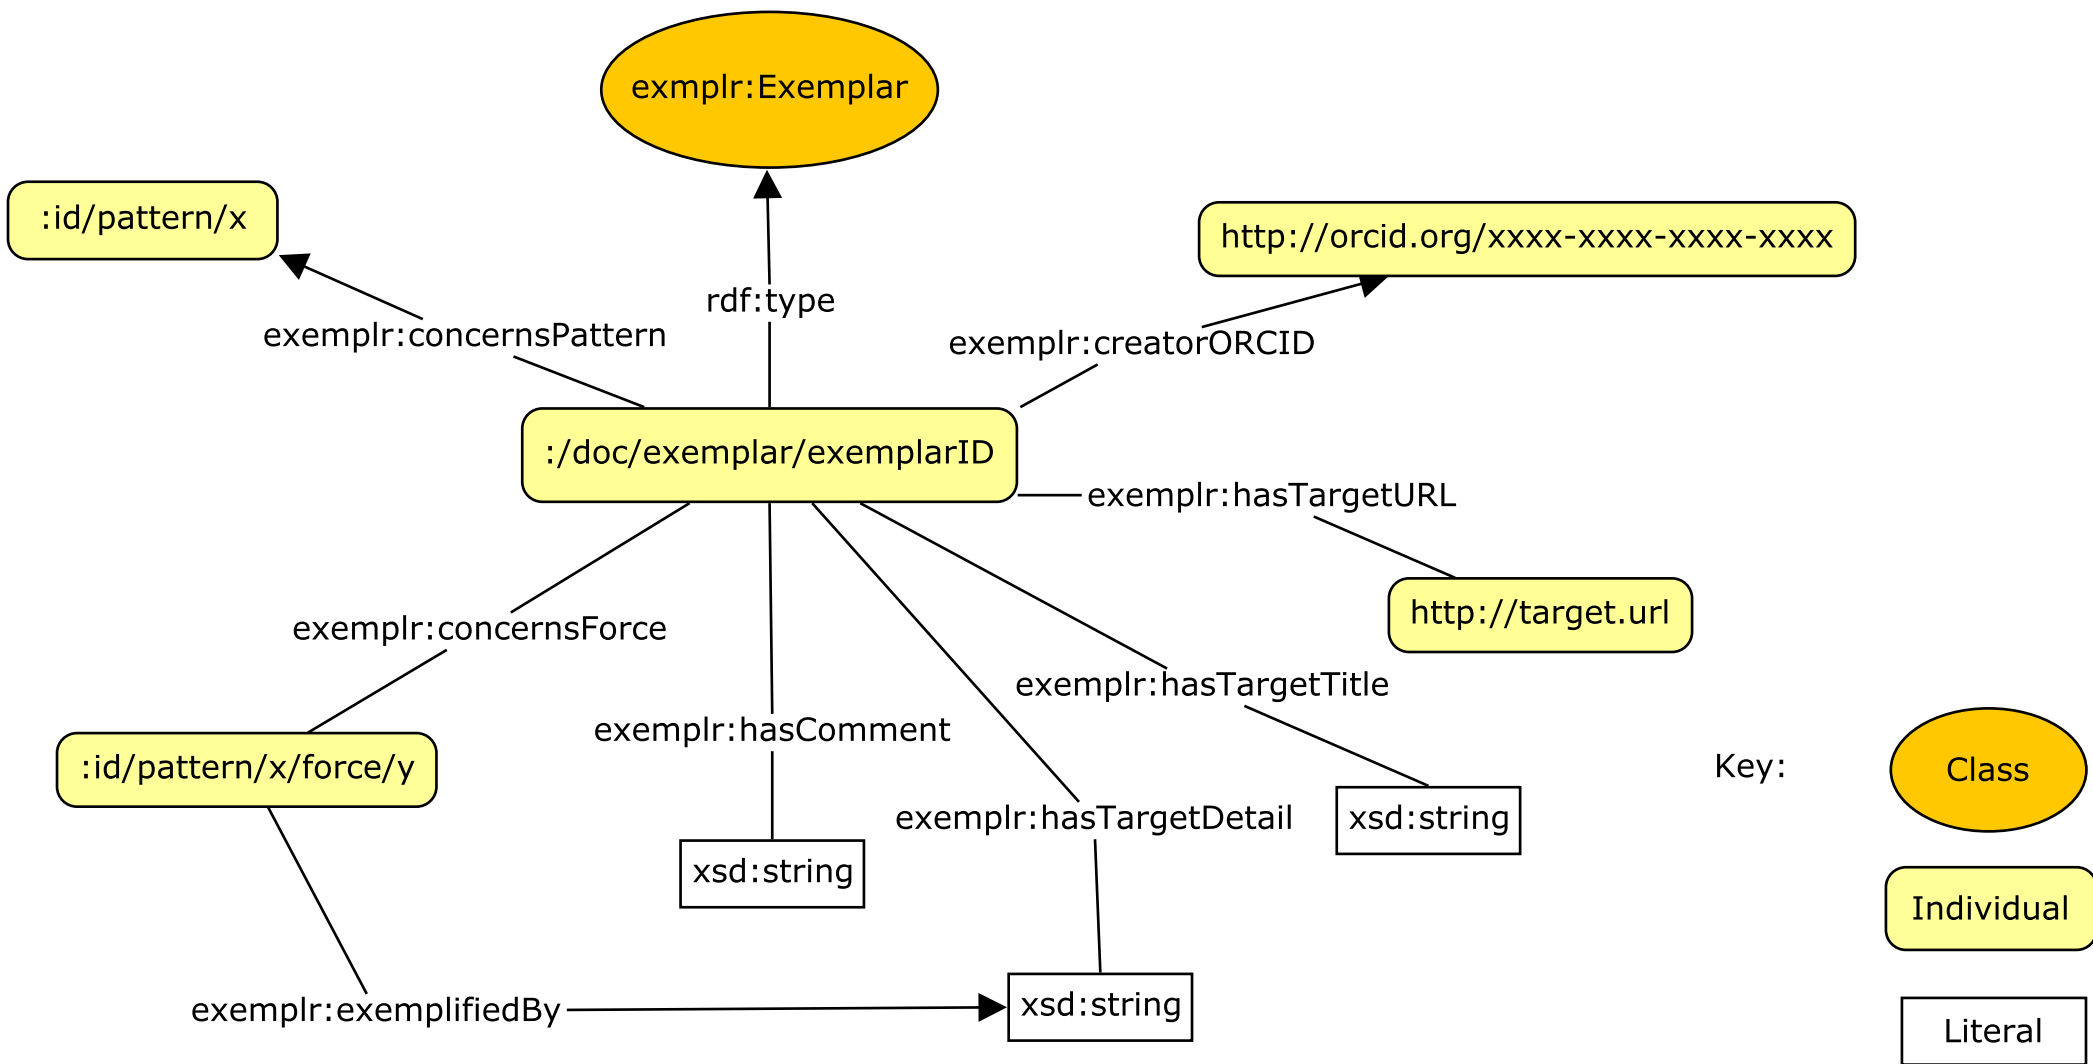 exmplr:Exemplar
:id/pattern/x
http://orcid.org/xxxx-xxxx-xxxx-xxxx
rdf:type
exemplr:concernsPattern
exemplr:creatorORCID
:/doc/exemplar/exemplarID
exemplr:hasTargetURL
http://target.url
exemplr:concernsForce
exemplr:hasTargetTitle
exemplr:hasComment
:id/pattern/x/force/y
Key:
Class
exemplr:hasTargetDetail
xsd:string
xsd:string
Individual
exemplr:exemplifiedBy
xsd:string
Literal